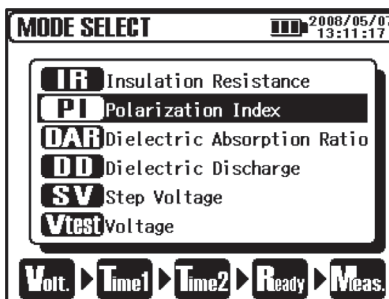 MODE SELECT 2008/05/07
13:11:17
IR Insulation Resistance
PI Polarization Index
DAR Dielectric Absorption Ratio
DD Dielectric Discharge
SV Step Voltage
Vtest Voltage
Volt. Time1 Time2 Ready Meas.